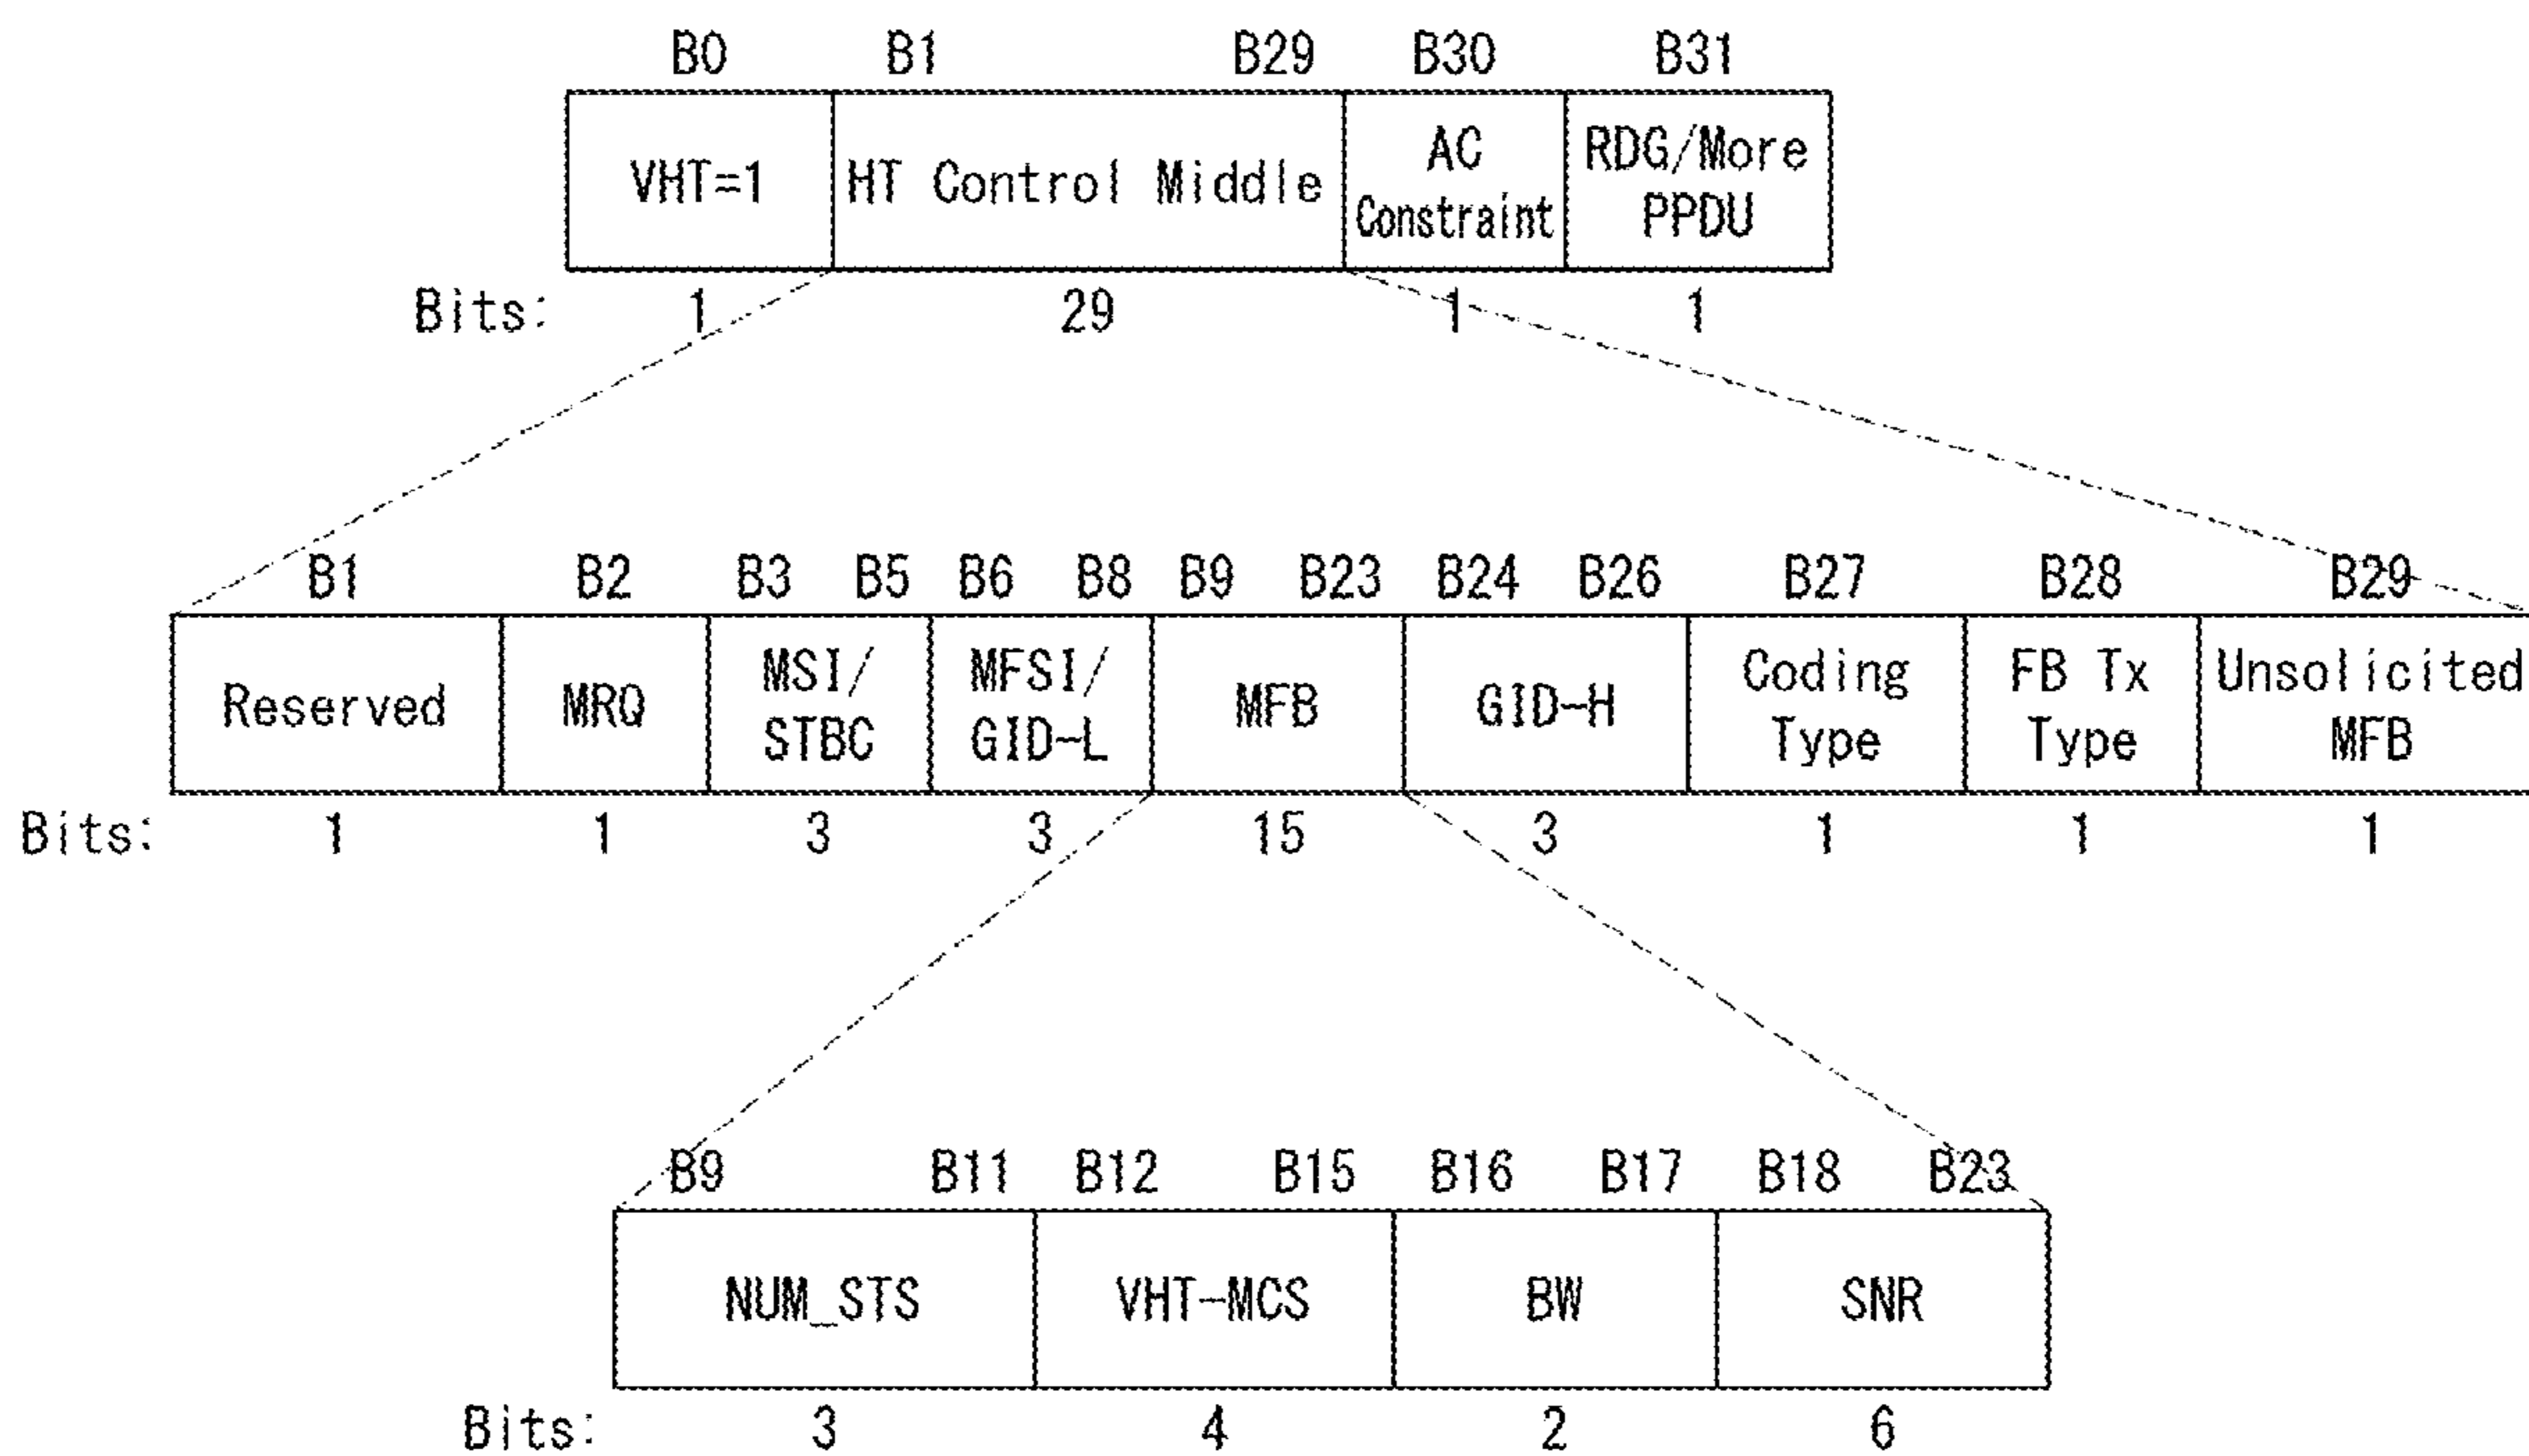 B0 B1 B29 B30 B31
VHT=1 HT Control Middle AC Constraint RDG/More PPDU
Bits: 1 29 1 1
B1 B2 B3 B5 B6 B8 B9 B23 B24 B26 B27 B28 B29
Reserved MRQ MSI/ STBC MFSI/ GID-L MFB GID-H Coding Type FB Tx Type Unsolicited MFB
Bits: 1 1 3 3 15 3 1 1 1
B9 B11 B12 B15 B16 B17 B18 B23
NUM_STS VHT-MCS BW SNR
Bits: 3 4 2 6